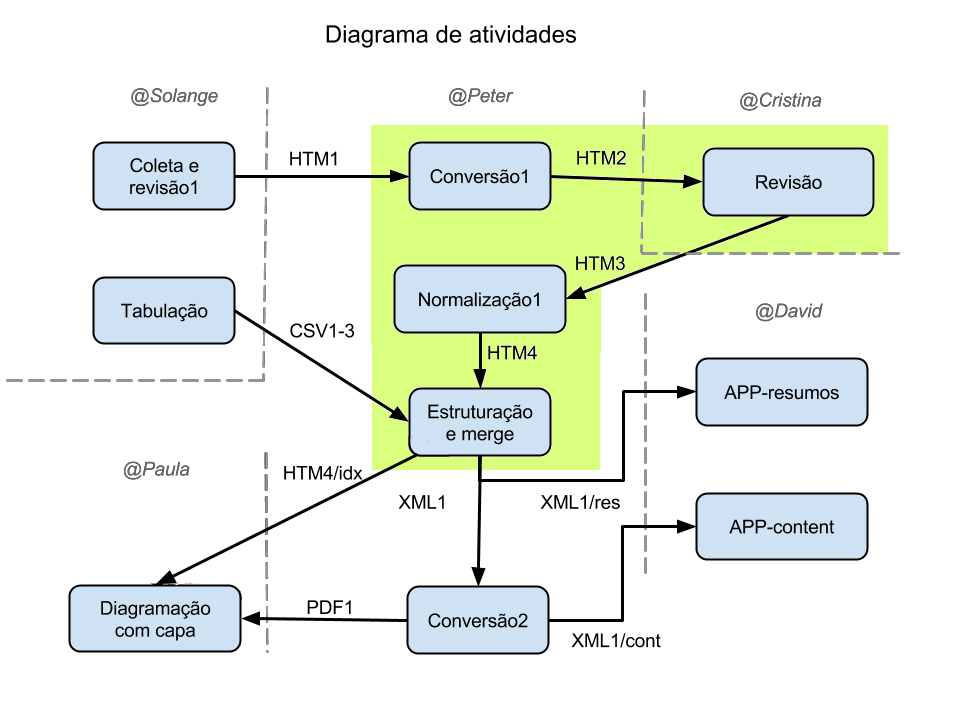 Diagrama de atividades
@Solange
@Peter
@Cristina
Coleta e
revisão1
HTM1
Conversão1
HTM2
Revisão
HTM3
Normalização1
Tabulação
CSV1-3
HTM4
@David
Estruturação
e merge
APP-resumos
@Paula
HTM4/idx
XML1
XML1/res
APP-content
Diagramação
com capa
PDF1
Conversão2
XML1/cont